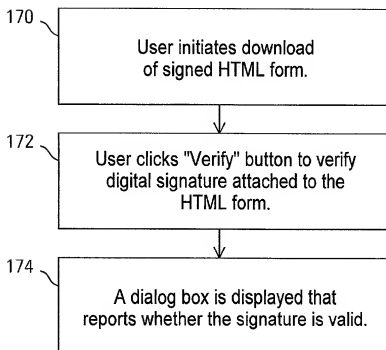 170
User initiates download
of signed HTML form.
172
User clicks "Verify" button to verify
digital signature attached to the
HTML form.
174
A dialog box is displayed that
reports whether the signature is valid.